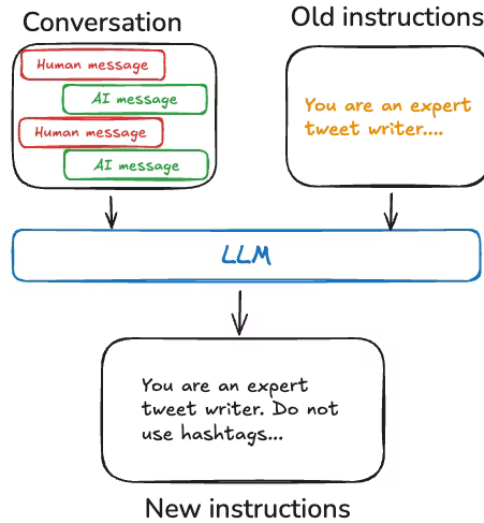 Conversation
Old instructions
Human message
AI message
Human message
AI message
You are an expert
tweet writer....
LLM
You are an expert
tweet writer. Do not
use hashtags...
New instructions